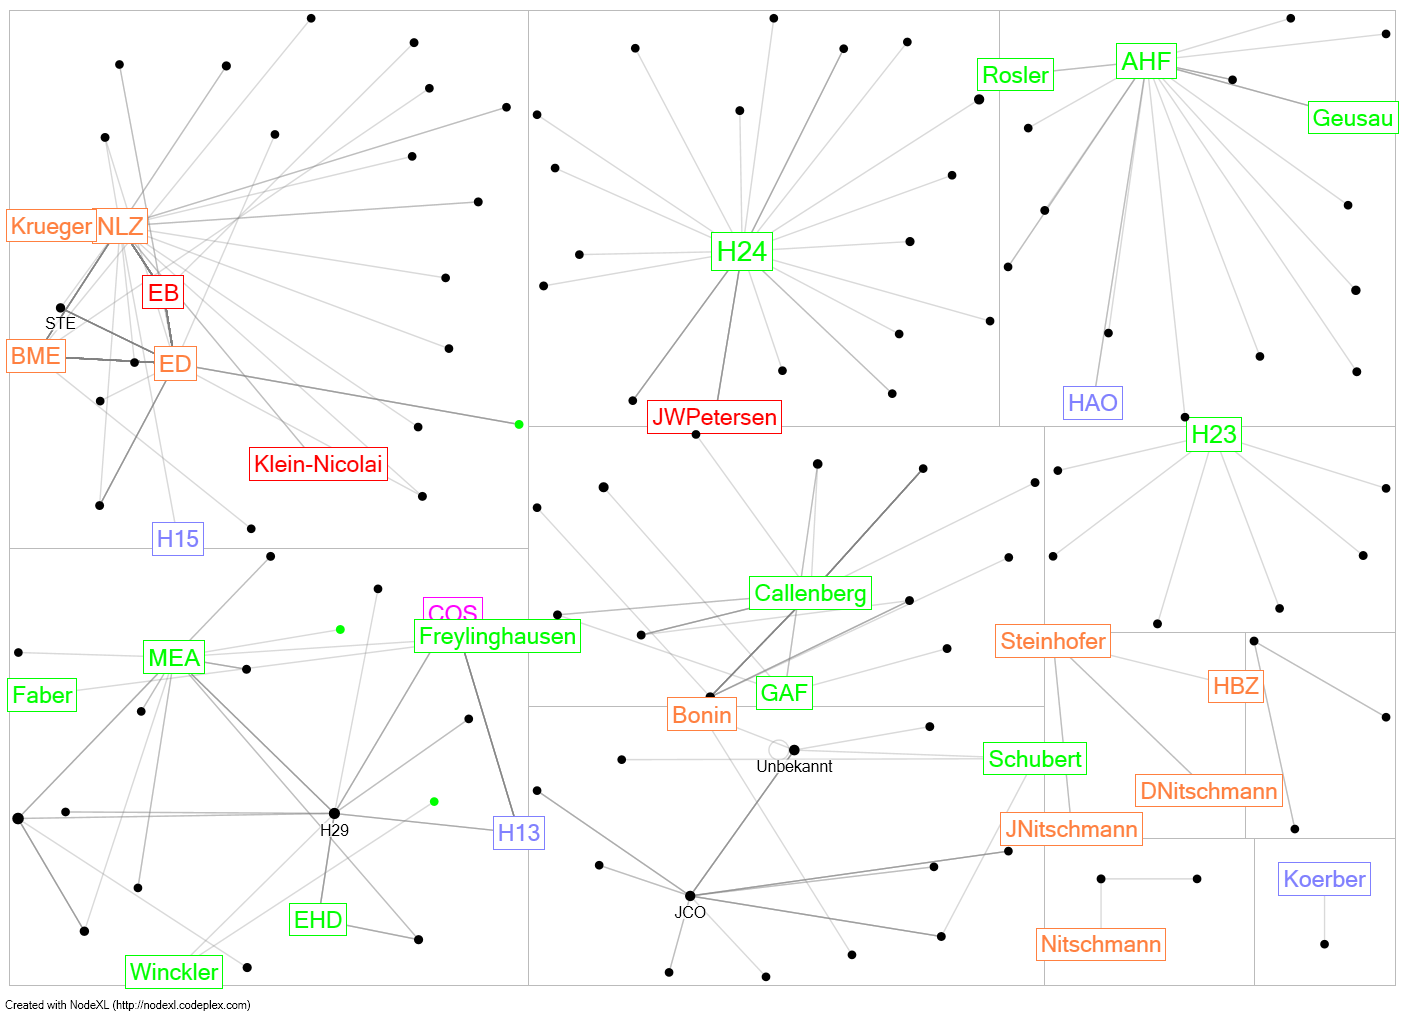 AHF
Rosler
Geusau
Krueger
NLZ
H24
EB
STE
BME
ED
HAO
JWPetersen
H23
Klein-Nicolai
H15
Callenberg
COS
Freylinghausen
Steinhofer
MEA
Faber
GAF
HBZ
Bonin
Schubert
Unbekannt
DNitschmann
H29
H13
JNitschmann
Koerber
JCO
EHD
Nitschmann
Winckler
Created with NodeXL (http://nodexl.codeplex.com)